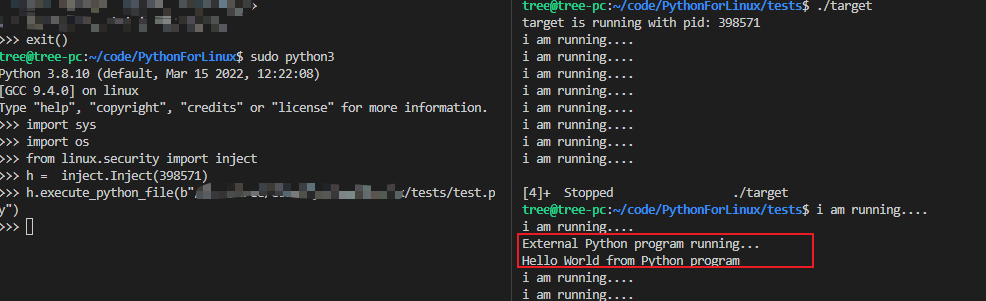 >>> exit()
tree@tree-pc:~/code/PythonForLinux$ sudo python3
Python 3.8.10 (default, Mar 15 2022, 12:22:08)
[GCC 9.4.0] on linux
Type "help", "copyright", "credits" or "license" for more information.
>>> import sys
>>> import os
>>> from linux.security import inject
>>> h =  inject.Inject(398571)
>>> h.execute_python_file(b"/tests/test.p
y")
>>>
tree@tree-pc:~/code/PythonForLinux/tests$ ./target
target is running with pid: 398571
i am running....
i am running....
i am running....
i am running....
i am running....
i am running....
i am running....
i am running....
[4]+  Stopped                 ./target
tree@tree-pc:~/code/PythonForLinux/tests$ i am running....
i am running....
External Python program running...
Hello World from Python program
i am running....
i am running....